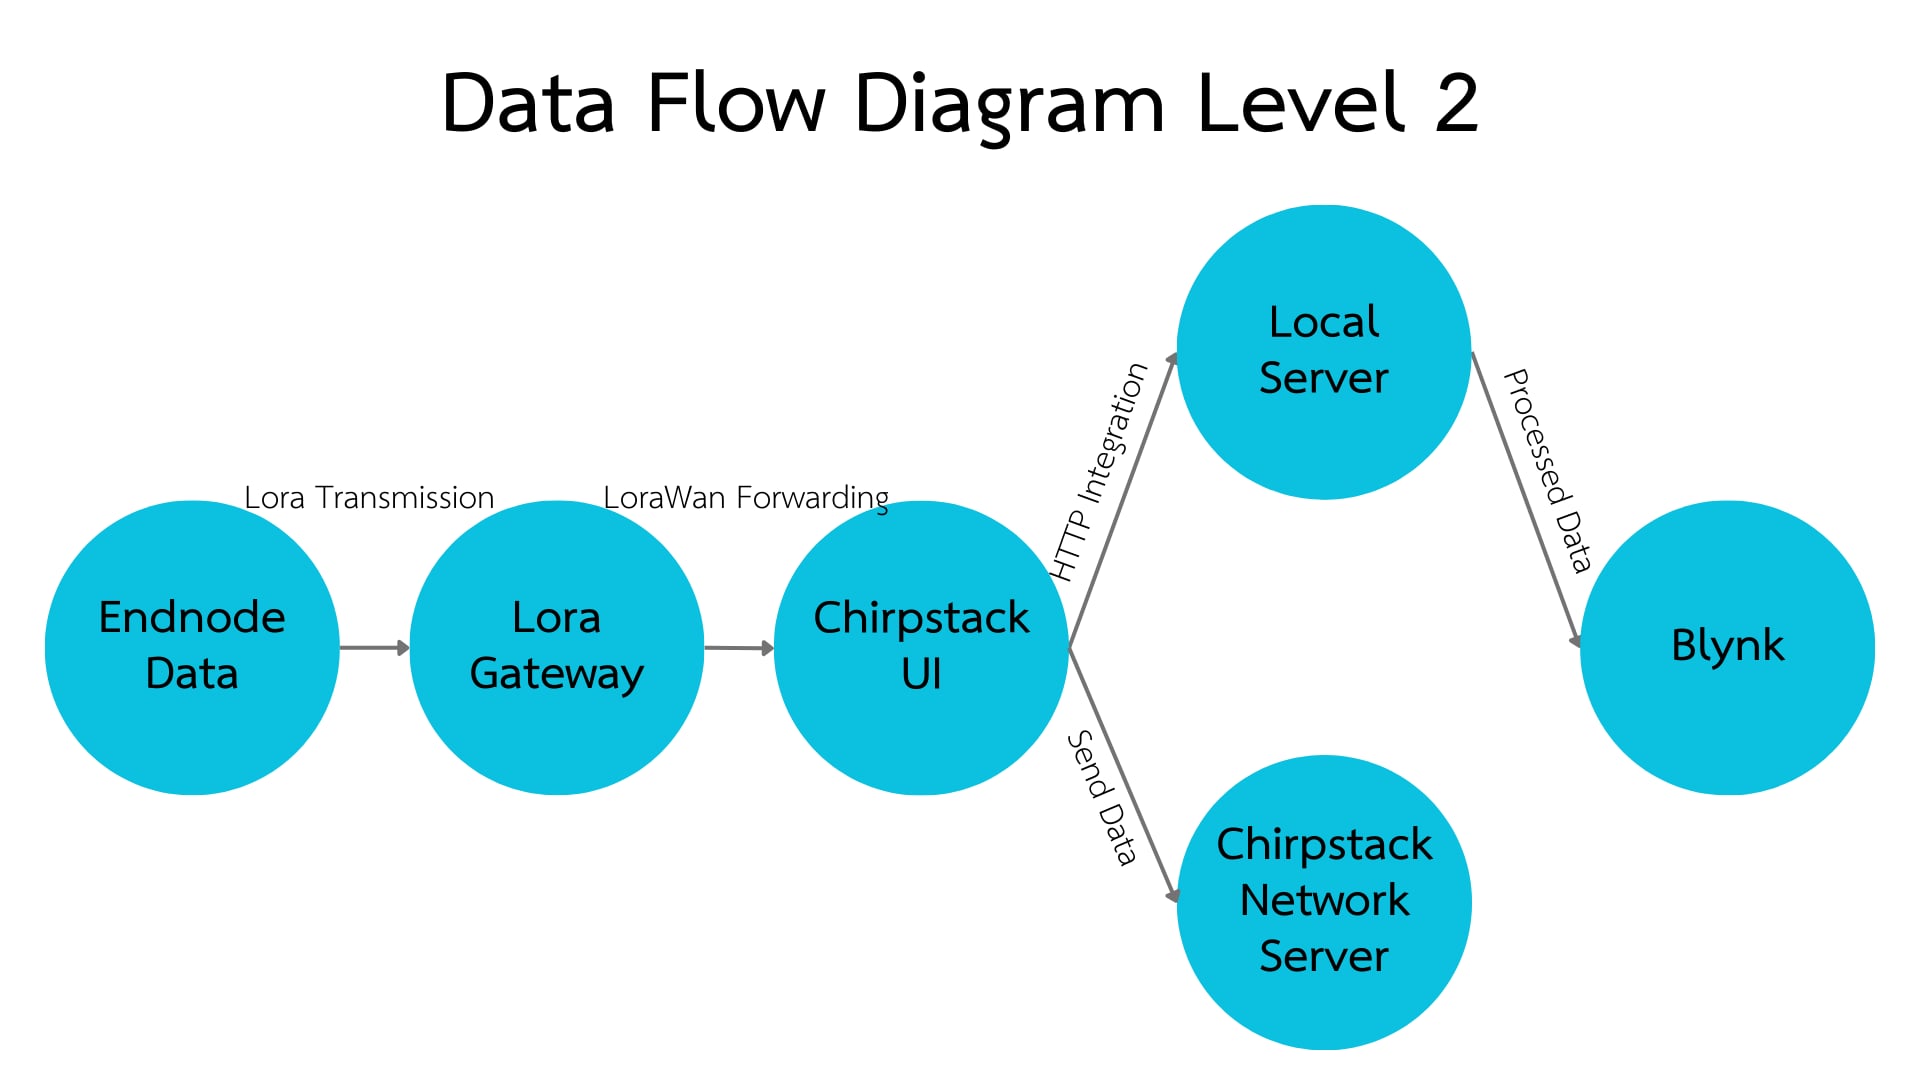 Data Flow Diagram Level 2
Lora Transmission
LoraWan Forwarding
Endnode
Data
Lora
Gateway
Chirpstack
UI
HTTP Integration
Send Data
Local
Server
Chirpstack
Network
Server
Processed Data
Blynk